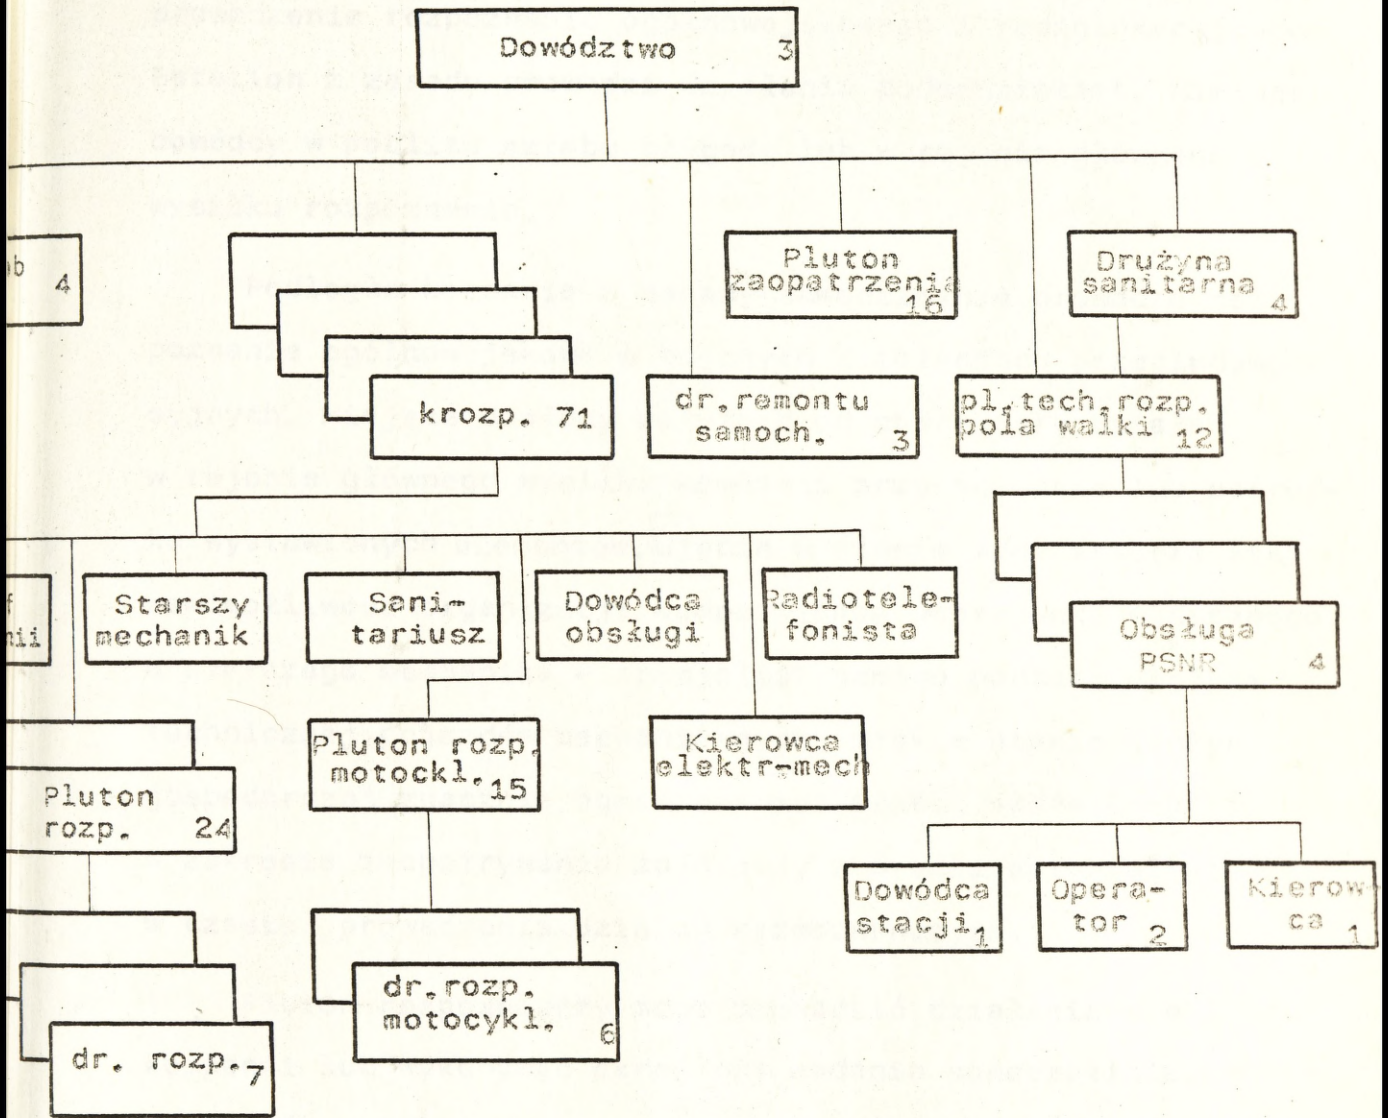 Dowództwo 3
4
Pluton
zaopatrzenia
16
Drużyna
sanitarna 4
krozp. 71
dr.remontu
samoch. 3
pl.tech.rozp.
pola walki 12
Starszy
mechanik
Sani-
tariusz
Dowódca
obsługi
Radiotele-
fonista
Obsługa
PSNR 4
Pluton rozp.
motockl. 15
Kierowca
elektr-mech
Pluton
rozp. 24
Dowódca
stacji 1
Opera-
tor 2
Kierow-
ca 1
dr.rozp.
motocykl.
6
dr. rozp. 7